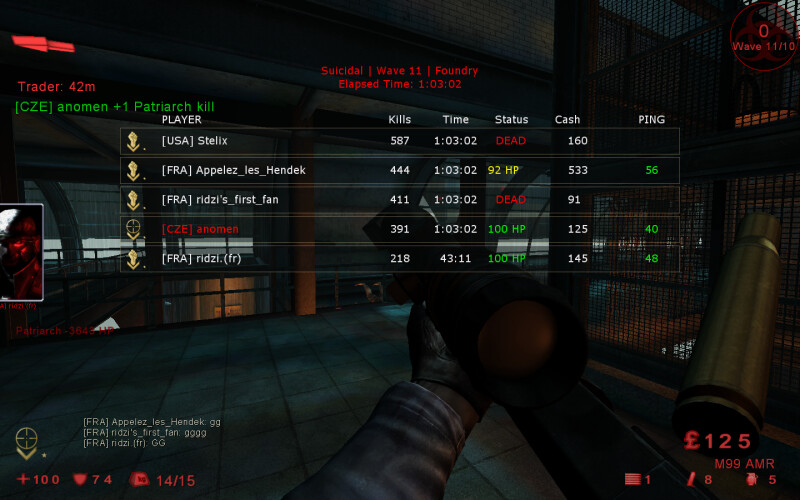 0
Wave 11/10
Suicidal | Wave 11 | Foundry
Elapsed Time: 1:03:02
Trader: 42m
[CZE] anomen +1 Patriarch kill
PLAYER Kills Time Status Cash PING
[USA] Stelix 587 1:03:02 DEAD 160
[FRA] Appelez_les_Hendek 444 1:03:02 92 HP 533 56
[FRA] ridzi's_first_fan 411 1:03:02 DEAD 91
[CZE] anomen 391 1:03:02 100 HP 125 40
[FRA] ridzi.(fr) 218 43:11 100 HP 145 48
ridzi.(fr)
Patriarch -3643 HP
[FRA] Appelez_les_Hendek: gg
[FRA] ridzi's_first_fan: gggg
[FRA] ridzi.(fr): GG
£125
M99 AMR
100 74 14/15 1 8 5